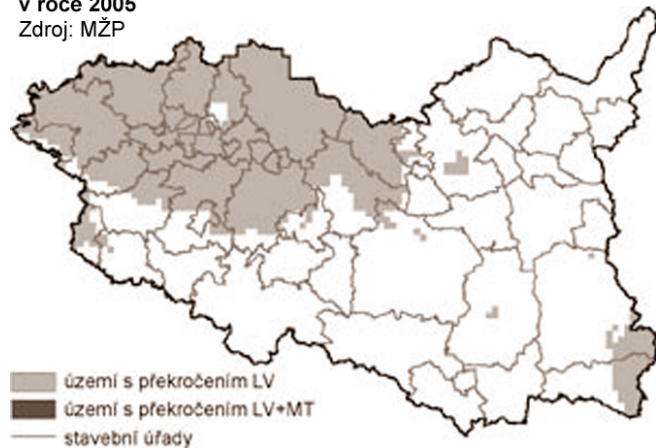 v roce 2005
Zdroj: MŽP
území s překročením LV
území s překročením LV+MT
stavební úřady